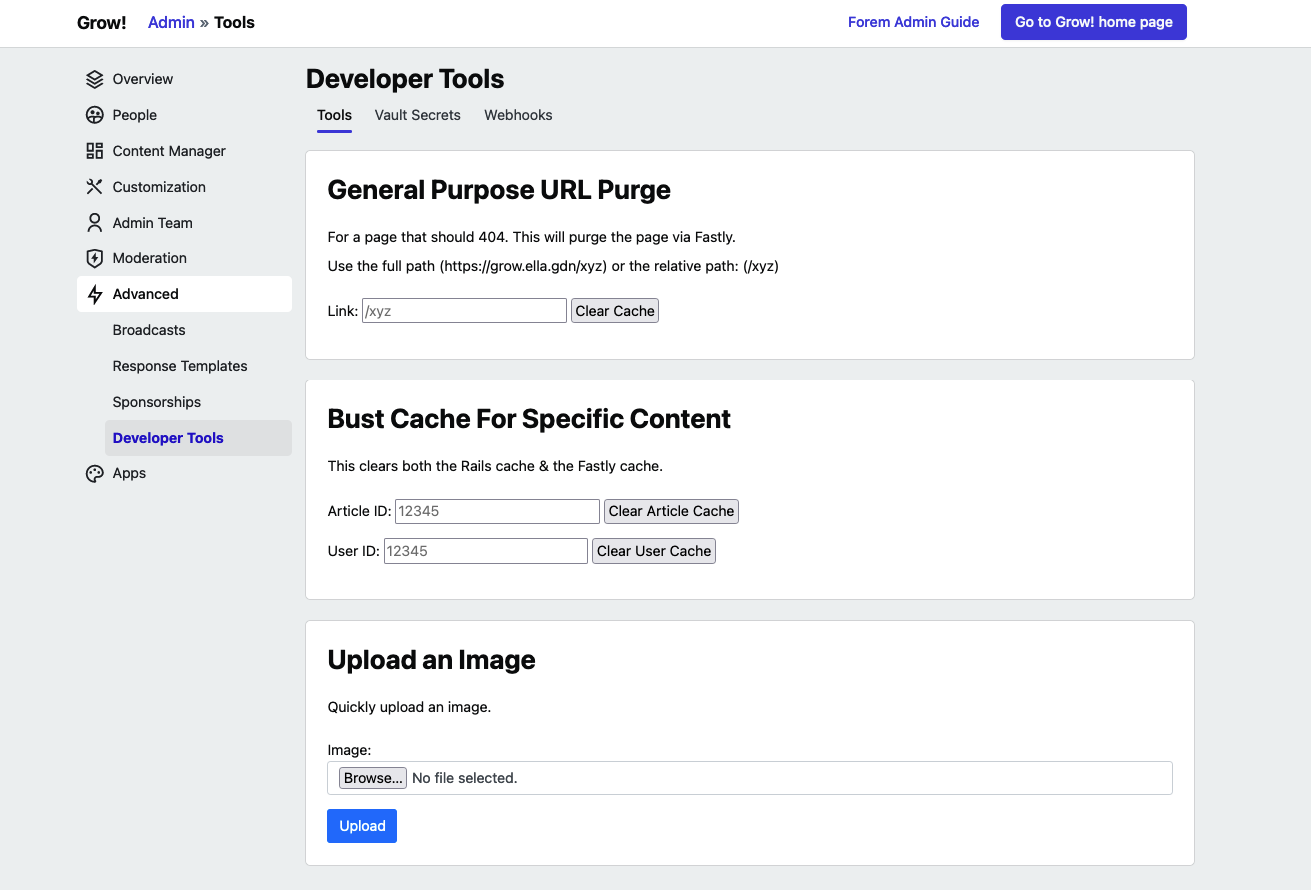 Grow! Admin » Tools Forem Admin Guide Go to Grow! home page
Overview
People
Content Manager
Customization
Admin Team
Moderation
Advanced
Broadcasts
Response Templates
Sponsorships
Developer Tools
Apps
Developer Tools
Tools Vault Secrets Webhooks
General Purpose URL Purge
For a page that should 404. This will purge the page via Fastly.
Use the full path (https://grow.ella.gdn/xyz) or the relative path: (/xyz)
Link: /xyz Clear Cache
Bust Cache For Specific Content
This clears both the Rails cache & the Fastly cache.
Article ID: 12345 Clear Article Cache
User ID: 12345 Clear User Cache
Upload an Image
Quickly upload an image.
Image:
Browse... No file selected.
Upload